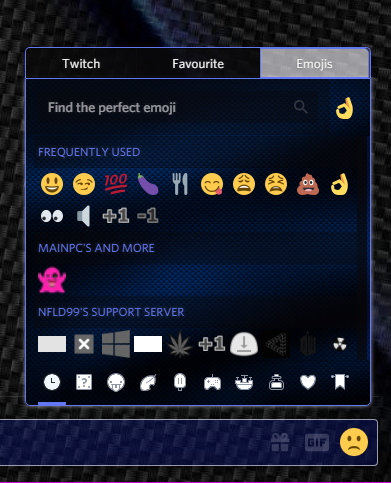 Twitch Favourite Emojis
Find the perfect emoji
FREQUENTLY USED
100
+1 -1
MAINPC'S AND MORE
NFLD99'S SUPPORT SERVER
+1
?
GIF